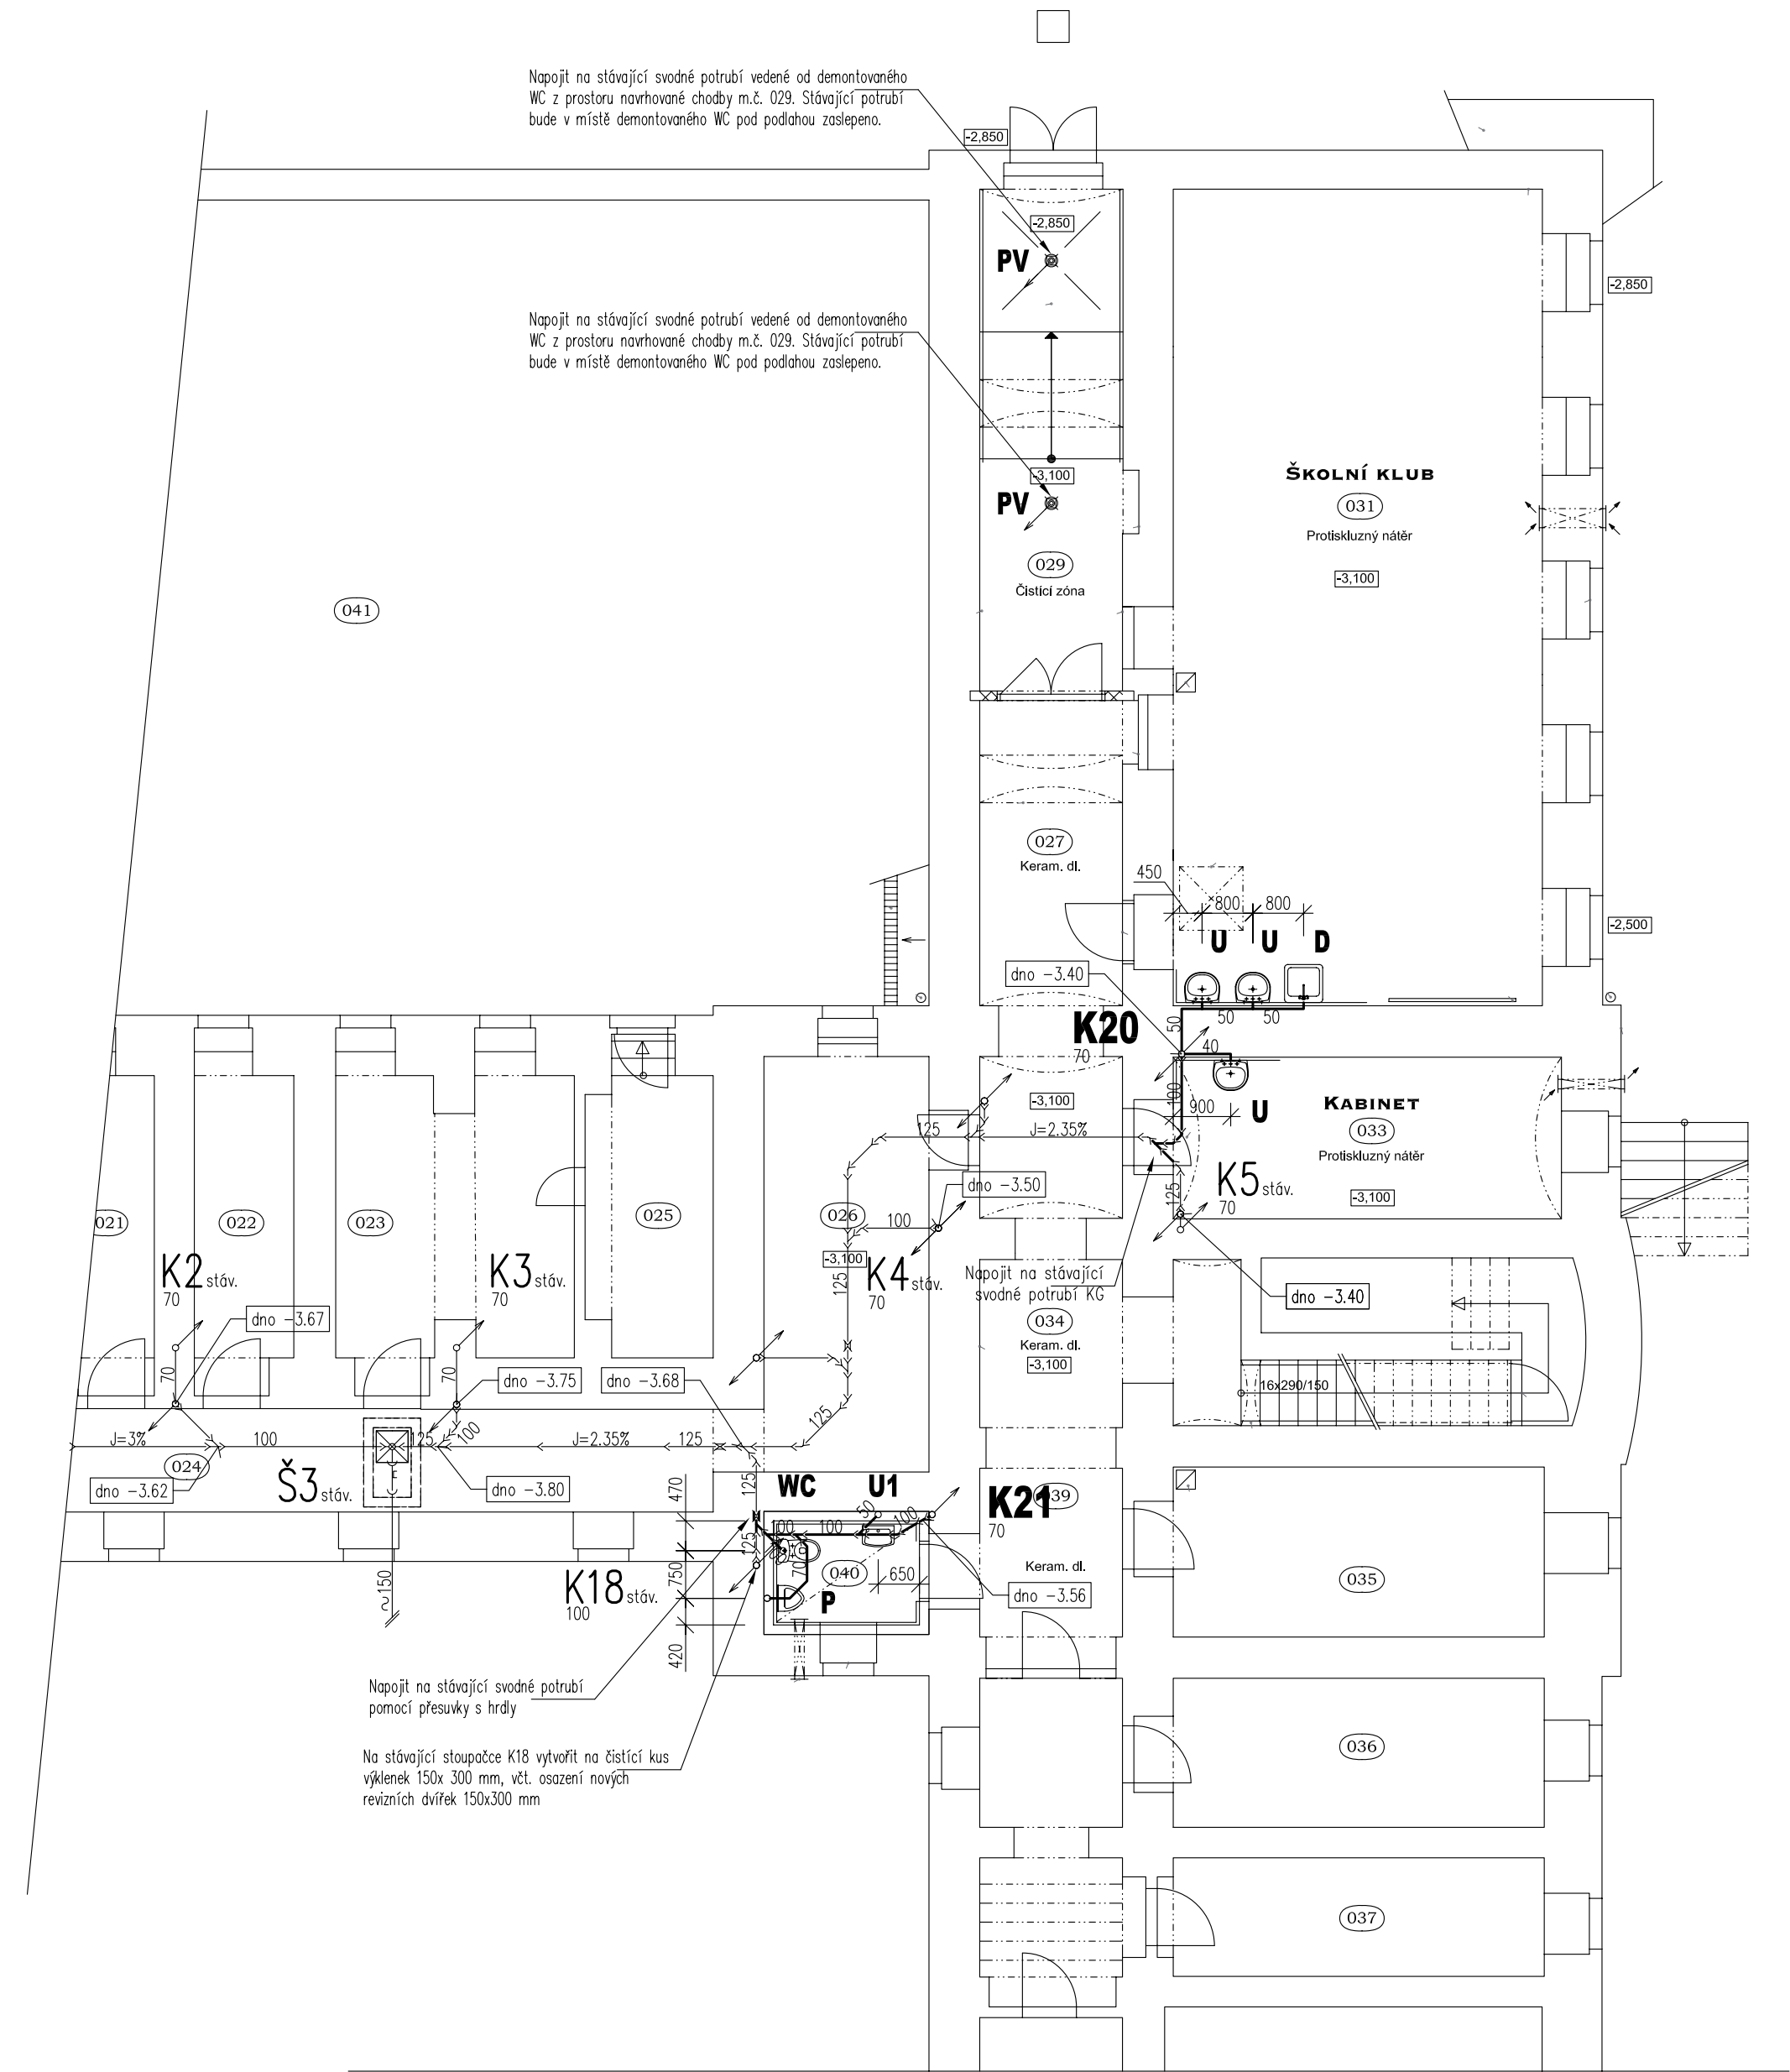 Napojit na stávající svodné potrubí vedené od demontovaného
WC z prostoru navrhované chodby m.č. 029. Stávající potrubí
bude v místě demontovaného WC pod podlahou zaslepeno.
-2,850
-2,850
PV
-2,850
Napojit na stávající svodné potrubí vedené od demontovaného
WC z prostoru navrhované chodby m.č. 029. Stávající potrubí
bude v místě demontovaného WC pod podlahou zaslepeno.
-3,100
PV
Školní klub
031
Protiskluzný nátěr
-3,100
029
Čistící zóna
041
027
Keram. dl.
450
800
800
-2,500
U
U
D
dno -3.40
50
50
50
K20
70
40
100
900
U
Kabinet
033
Protiskluzný nátěr
-3,100
-3,100
125
J=2.35%
dno -3.50
K5 stáv.
70
125
021
022
023
025
026
100
-3,100
125
K2 stáv.
70
K3 stáv.
70
K4 stáv.
70
Napojit na stávající
svodné potrubí KG
dno -3.40
dno -3.67
034
Keram. dl.
-3,100
70
70
dno -3.75
dno -3.68
16x290/150
125
J=3%
100
125
100
J=2.35%
125
024
Š3 stáv.
dno -3.62
dno -3.80
125
470
WC
U1
50
100
100
100
K21
70
039
125
750
70
040
650
Keram. dl.
035
150
K18 stáv.
100
P
dno -3.56
420
Napojit na stávající svodné potrubí
pomocí přesuvky s hrdly
036
Na stávající stoupačce K18 vytvořit na čistící kus
výklenek 150x 300 mm, včt. osazení nových
revizních dvířek 150x300 mm
037